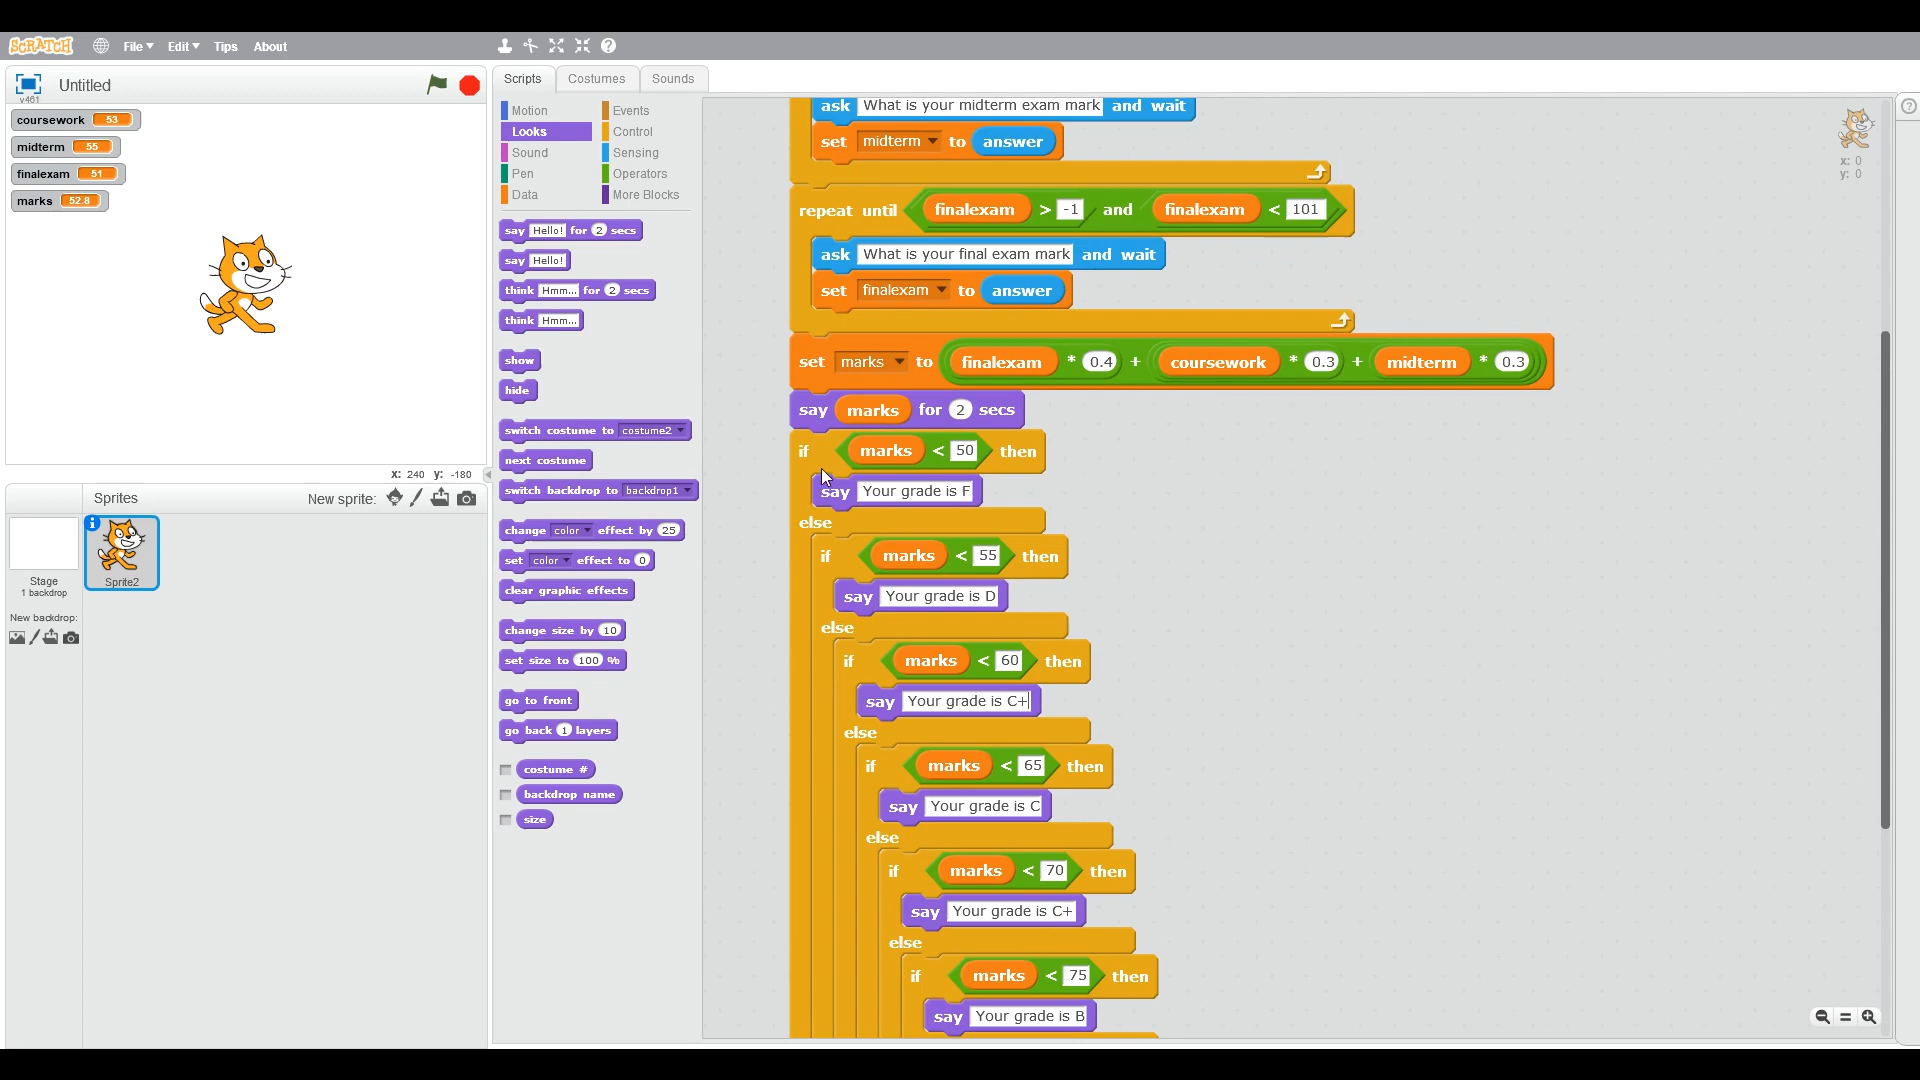 SCRATCH File Edit Tips About
v461 Untitled
coursework 53
midterm 55
finalexam 51
marks 52.8
x: 240 y: -180
Sprites New sprite:
Stage
1 backdrop
New backdrop:
Sprite2
Scripts Costumes Sounds
Motion Events
Looks Control
Sound Sensing
Pen Operators
Data More Blocks
say Hello! for 2 secs
say Hello!
think Hmm... for 2 secs
think Hmm...
show
hide
switch costume to costume2
next costume
switch backdrop to backdrop1
change color effect by 25
set color effect to 0
clear graphic effects
change size by 10
set size to 100 %
go to front
go back 1 layers
costume #
backdrop name
size
ask What is your midterm exam mark and wait
set midterm to answer
repeat until finalexam > -1 and finalexam < 101
ask What is your final exam mark and wait
set finalexam to answer
set marks to finalexam * 0.4 + coursework * 0.3 + midterm * 0.3
say marks for 2 secs
if marks < 50 then
say Your grade is F
else
if marks < 55 then
say Your grade is D
else
if marks < 60 then
say Your grade is C+
else
if marks < 65 then
say Your grade is C
else
if marks < 70 then
say Your grade is C+
else
if marks < 75 then
say Your grade is B
x: 0
y: 0